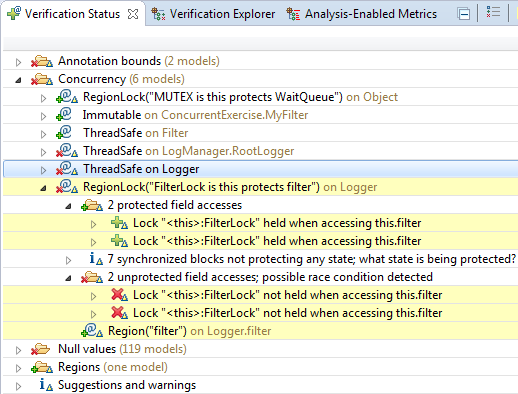 Verification Status Verification Explorer Analysis-Enabled Metrics
Annotation bounds (2 models)
Concurrency (6 models)
RegionLock("MUTEX is this protects WaitQueue") on Object
Immutable on ConcurrentExercise.MyFilter
ThreadSafe on Filter
ThreadSafe on LogManager.RootLogger
ThreadSafe on Logger
RegionLock("FilterLock is this protects filter") on Logger
2 protected field accesses
Lock "<this>:FilterLock" held when accessing this.filter
Lock "<this>:FilterLock" held when accessing this.filter
7 synchronized blocks not protecting any state; what state is being protected?
2 unprotected field accesses; possible race condition detected
Lock "<this>:FilterLock" not held when accessing this.filter
Lock "<this>:FilterLock" not held when accessing this.filter
Region("filter") on Logger.filter
Null values (119 models)
Regions (one model)
Suggestions and warnings